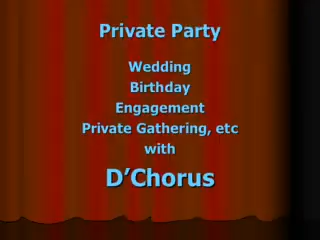 Private Party
Wedding
Birthday
Engagement
Private Gathering, etc
with
D’Chorus